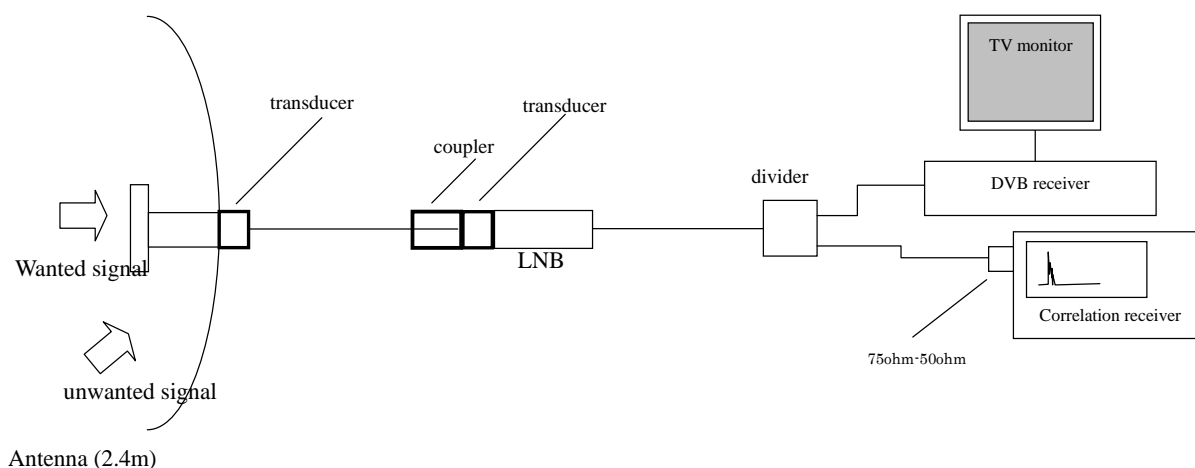 TV monitor
transducer
transducer
coupler
divider
DVB receiver
LNB
Wanted signal
Correlation receiver
75ohm-50ohm
unwanted signal
Antenna (2.4m)